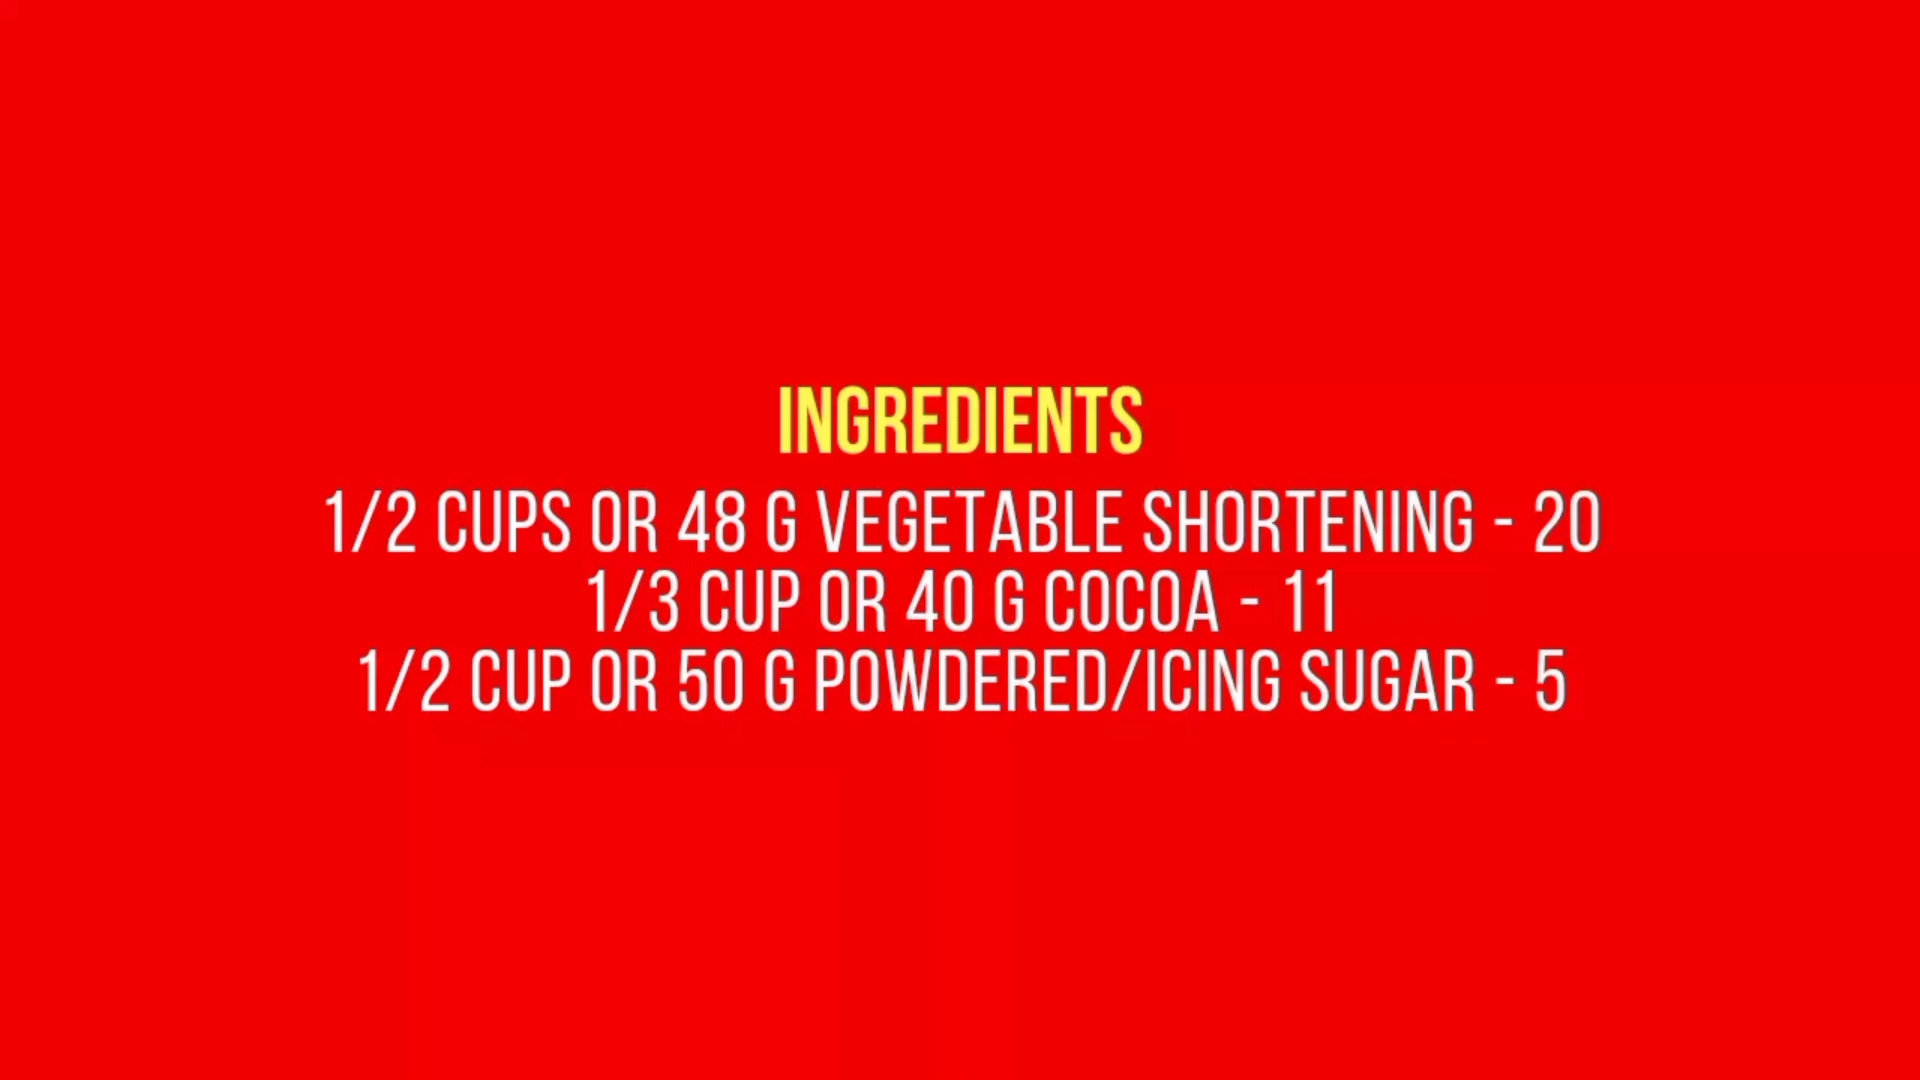 INGREDIENTS
1/2 CUPS OR 48 G VEGETABLE SHORTENING - 20
1/3 CUP OR 40 G COCOA - 11
1/2 CUP OR 50 G POWDERED/ICING SUGAR - 5